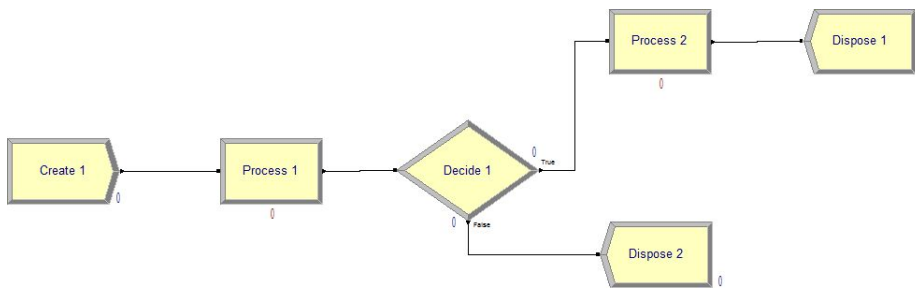 Process 2
Dispose 1
0
0
True
Create 1
Process 1
Decide 1
0
0
0
False
Dispose 2
0